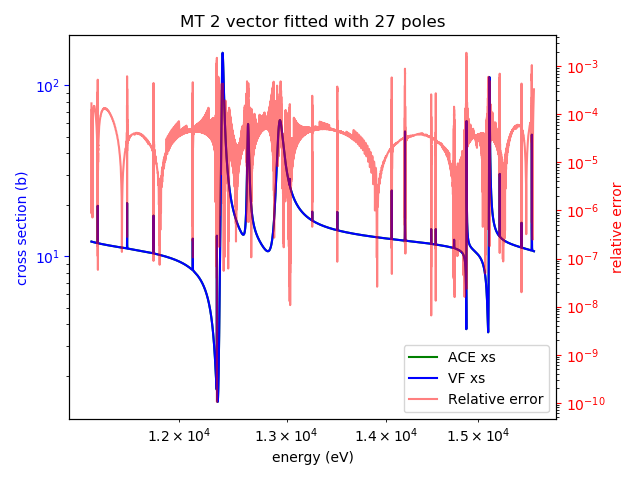 MT 2 vector fitted with 27 poles
cross section (b)
10²
10¹
relative error
10⁻³
10⁻⁴
10⁻⁵
10⁻⁶
10⁻⁷
10⁻⁸
10⁻⁹
10⁻¹⁰
ACE xs
VF xs
Relative error
1.2 × 10⁴ 1.3 × 10⁴ 1.4 × 10⁴ 1.5 × 10⁴
energy (eV)